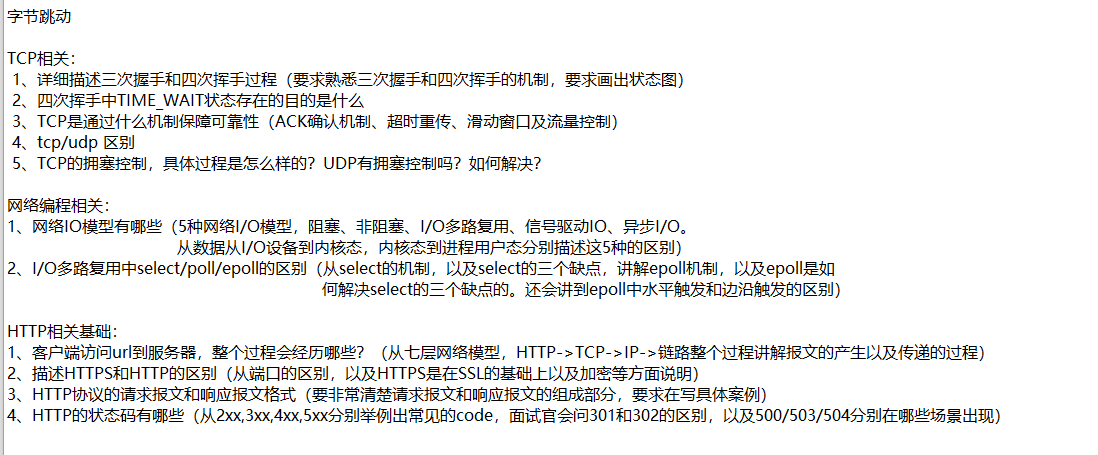 字节跳动
TCP相关：
1、详细描述三次握手和四次挥手过程（要求熟悉三次握手和四次挥手的机制，要求画出状态图）
2、四次挥手中TIME_WAIT状态存在的目的是什么
3、TCP是通过什么机制保障可靠性（ACK确认机制、超时重传、滑动窗口及流量控制）
4、tcp/udp 区别
5、TCP的拥塞控制，具体过程是怎么样的？UDP有拥塞控制吗？如何解决？
网络编程相关：
1、网络IO模型有哪些（5种网络I/O模型，阻塞、非阻塞、I/O多路复用、信号驱动IO、异步I/O。
从数据从I/O设备到内核态，内核态到进程用户态分别描述这5种的区别）
2、I/O多路复用中select/poll/epoll的区别（从select的机制，以及select的三个缺点，讲解epoll机制，以及epoll是如
何解决select的三个缺点的。还会讲到epoll中水平触发和边沿触发的区别）
HTTP相关基础：
1、客户端访问url到服务器，整个过程会经历哪些？（从七层网络模型，HTTP->TCP->IP->链路整个过程讲解报文的产生以及传递的过程）
2、描述HTTPS和HTTP的区别（从端口的区别，以及HTTPS是在SSL的基础上以及加密等方面说明）
3、HTTP协议的请求报文和响应报文格式（要非常清楚请求报文和响应报文的组成部分，要求在写具体案例）
4、HTTP的状态码有哪些（从2xx,3xx,4xx,5xx分别举例出常见的code，面试官会问301和302的区别，以及500/503/504分别在哪些场景出现）